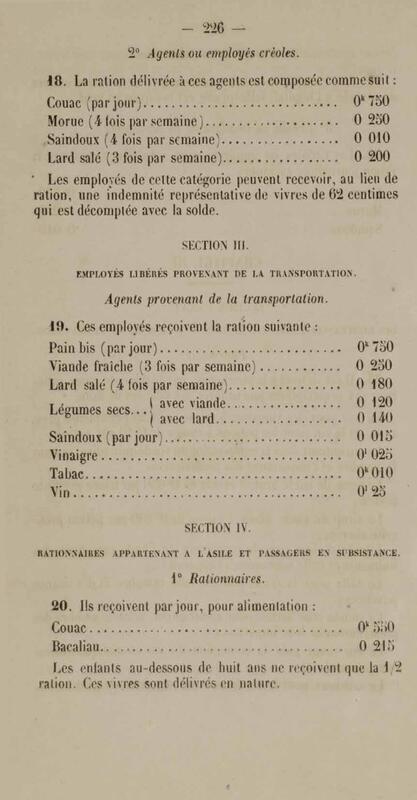 — 226 —
2° Agents ou employés créoles.
18. La ration délivrée à ces agents est composée comme suit :
Couac (par jour)................................ 0ᵏ 750
Morue (4 fois par semaine)...................... 0 250
Saindoux (4 fois par semaine)................... 0 010
Lard salé (3 fois par semaine).................. 0 200
Les employés de cette catégorie peuvent recevoir, au lieu de
ration, une indemnité représentative de vivres de 62 centimes
qui est décomptée avec la solde.
SECTION III.
EMPLOYÉS LIBÉRÉS PROVENANT DE LA TRANSPORTATION.
Agents provenant de la transportation.
19. Ces employés reçoivent la ration suivante :
Pain bis (par jour)............................. 0ᵏ 750
Viande fraîche (3 fois par semaine) ............ 0 250
Lard salé (4 fois par semaine).................. 0 180
Légumes secs... { avec viande................... 0 120
avec lard..................... 0 140
Saindoux (par jour)............................. 0 015
Vinaigre........................................ 0ˡ 025
Tabac........................................... 0ᵏ 010
Vin............................................. 0ˡ 25
SECTION IV.
RATIONNAIRES APPARTENANT A L'ASILE ET PASSAGERS EN SUBSISTANCE.
1° Rationnaires.
20. Ils reçoivent par jour, pour alimentation :
Couac........................................... 0ᵏ 550
Bacaliau........................................ 0 215
Les enfants au-dessous de huit ans ne reçoivent que la 1/2
ration. Ces vivres sont délivrés en nature.